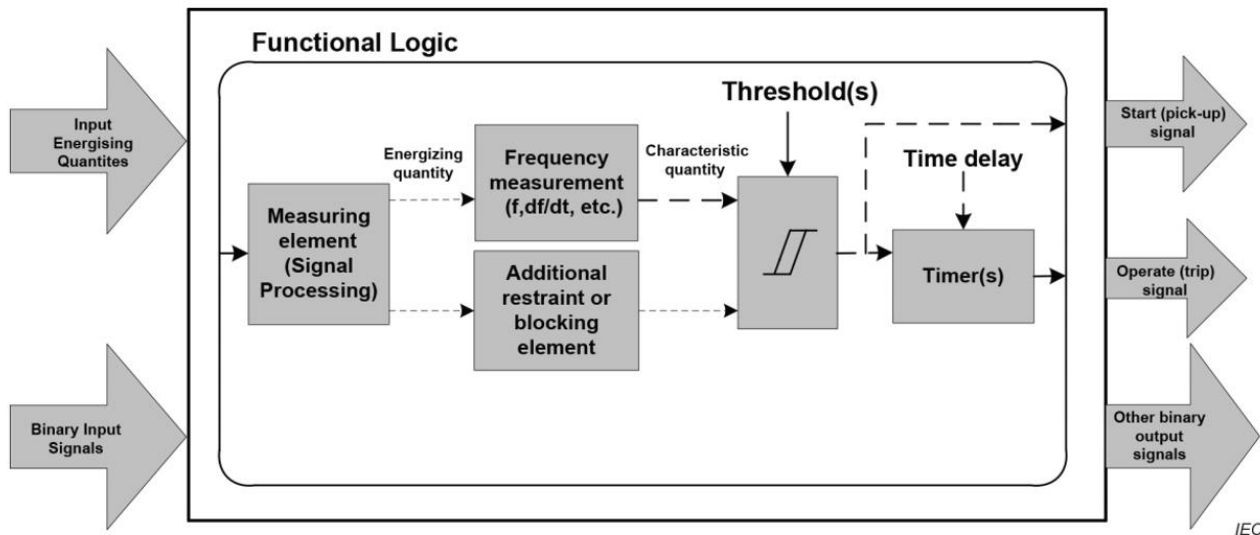 Functional Logic
Input
Energising
Quantites
Binary Input
Signals
Measuring
element
(Signal
Processing)
Energizing
quantity
Frequency
measurement
(f,df/dt, etc.)
Additional
restraint or
blocking
element
Characteristic
quantity
Threshold(s)
Time delay
Timer(s)
Start (pick-up)
signal
Operate (trip)
signal
Other binary
output
signals
IEC